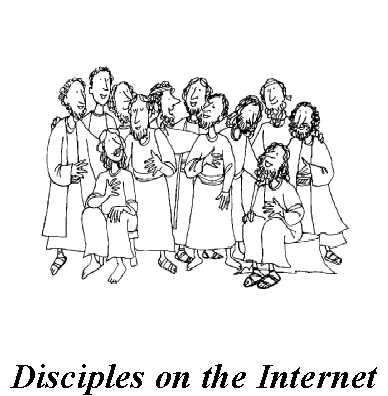 Disciples on the Internet